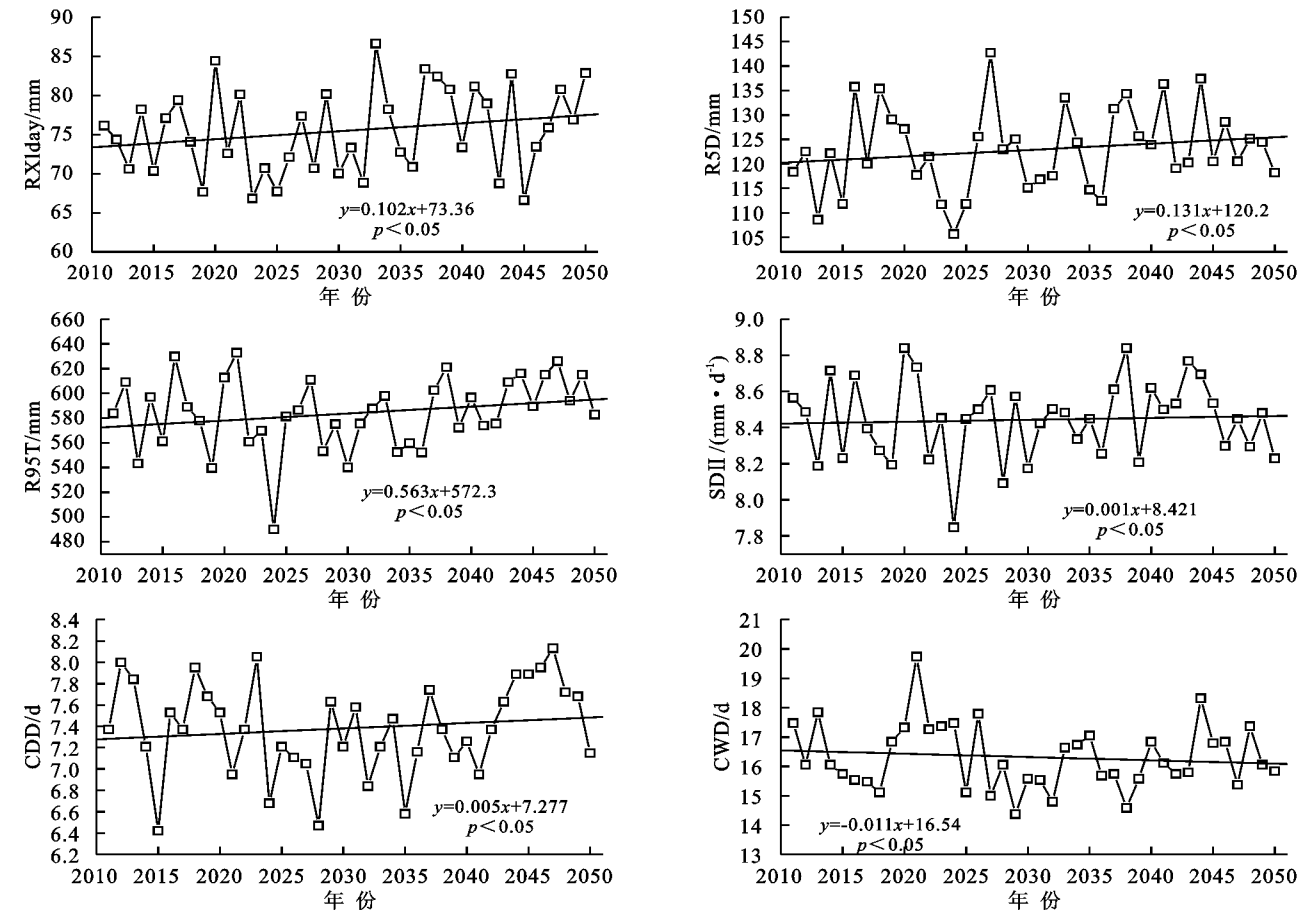 90
85
80
75
70
65
60
RXlday/mm
y=0.102x+73.36
p<0.05
2010 2015 2020 2025 2030 2036 2040 2045 2050
年 份
150
145
140
135
130
125
120
115
110
105
R5D/mm
y=0.131x+120.2
p<0.05
2010 2015 2020 2025 2030 2035 2040 2045 2050
年 份
660
640
620
600
580
560
540
520
500
480
R95T/mm
y=0.563x+572.3
p<0.05
2010 2015 2020 2025 2030 2035 2040 2045 2050
年 份
9.0
8.8
8.6
8.4
8.2
8.0
7.8
SDII /(mm·d⁻¹)
y=0.001x+8.421
p<0.05
2010 2015 2020 2025 2030 2035 2040 2045 2050
年 份
8.4
8.2
8.0
7.8
7.6
7.4
7.2
7.0
6.8
6.6
6.4
6.2
CDD/d
y=0.005x+7.277
p<0.05
2010 2015 2020 2025 2030 2035 2040 2045 2050
年 份
21
20
19
18
17
16
15
14
13
CWD/d
y=-0.011x+16.54
p<0.05
2010 2015 2020 2025 2030 2035 2040 2045 2050
年 份